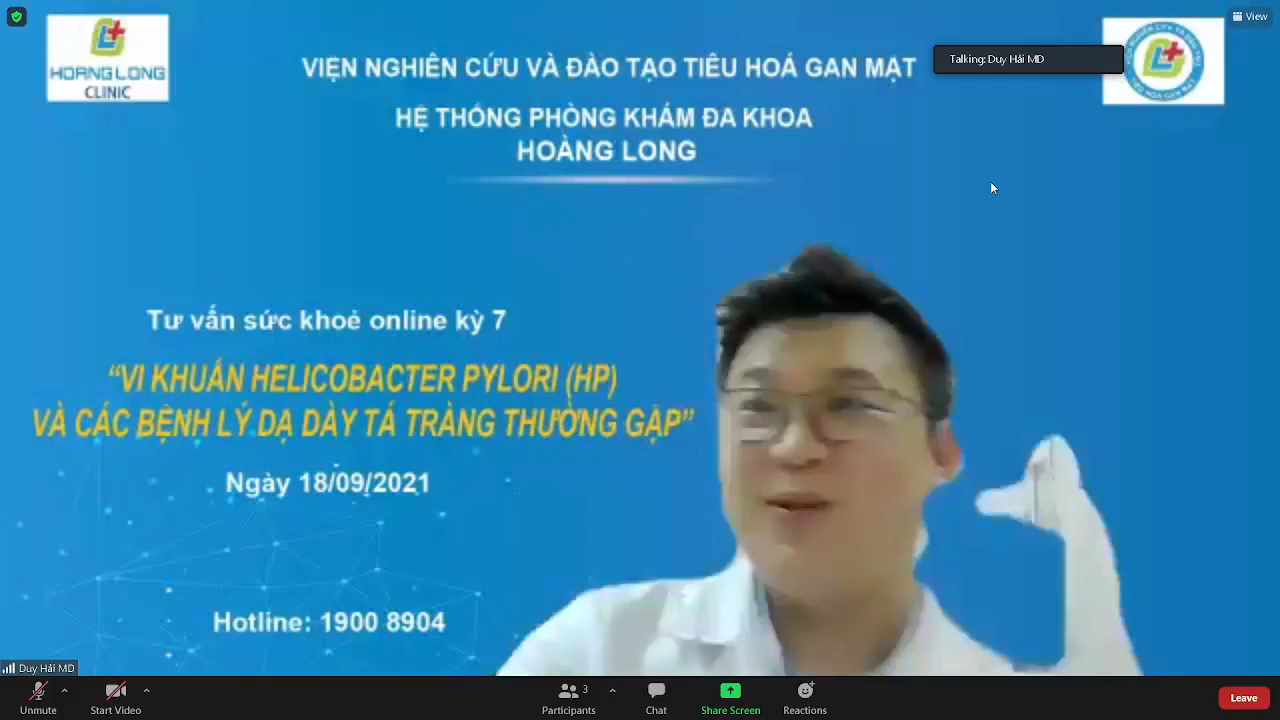 View
HOANG LONG
CLINIC
VIỆN NGHIÊN CỨU VÀ ĐÀO TẠO TIÊU HOÁ GAN MẬT
Talking: Duy Hải MD
HỆ THỐNG PHÒNG KHÁM ĐA KHOA
HOÀNG LONG
Tư vấn sức khoẻ online kỳ 7
“VI KHUẨN HELICOBACTER PYLORI (HP)
VÀ CÁC BỆNH LÝ DẠ DÀY TÁ TRÀNG THƯỜNG GẶP”
Ngày 18/09/2021
Hotline: 1900 8904
Duy Hải MD
Unmute
Start Video
Participants
3
Chat
Share Screen
Reactions
Leave